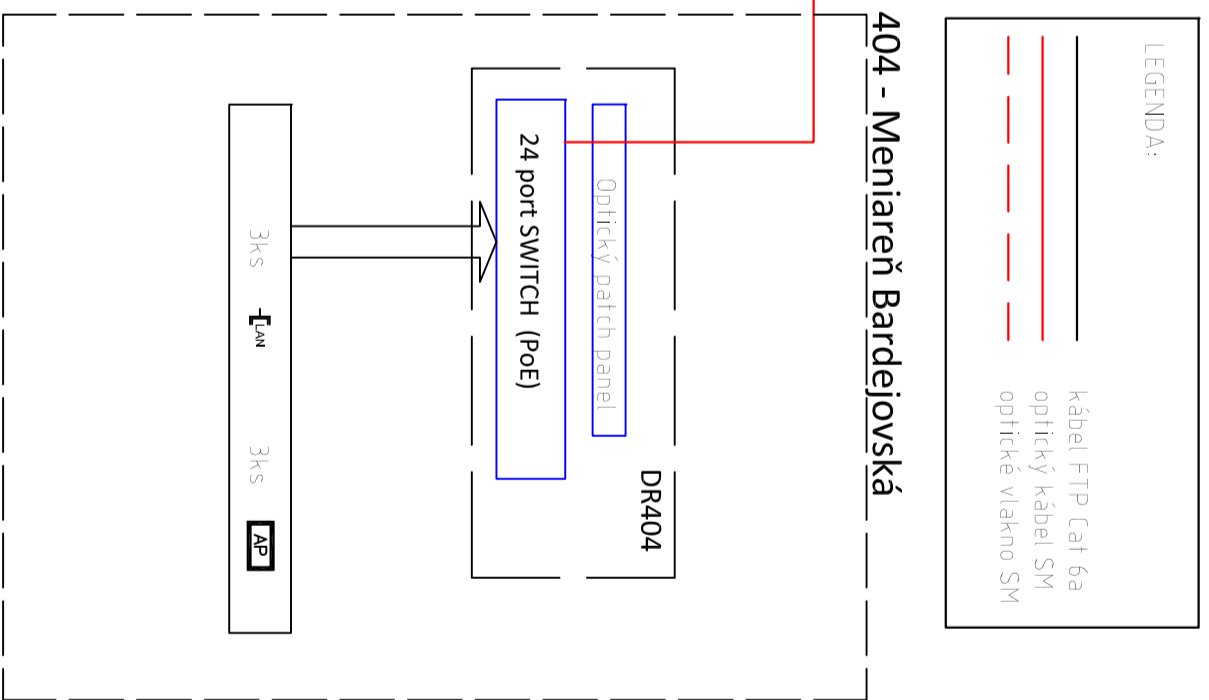 LEGENDA:
kábel FTP Cat 6a
optický kábel SM
optické vlakno SM
404 - Meniareň Bardejovská
DR404
Optický patch panel
24 port SWITCH (PoE)
3ks
LAN
3ks
AP